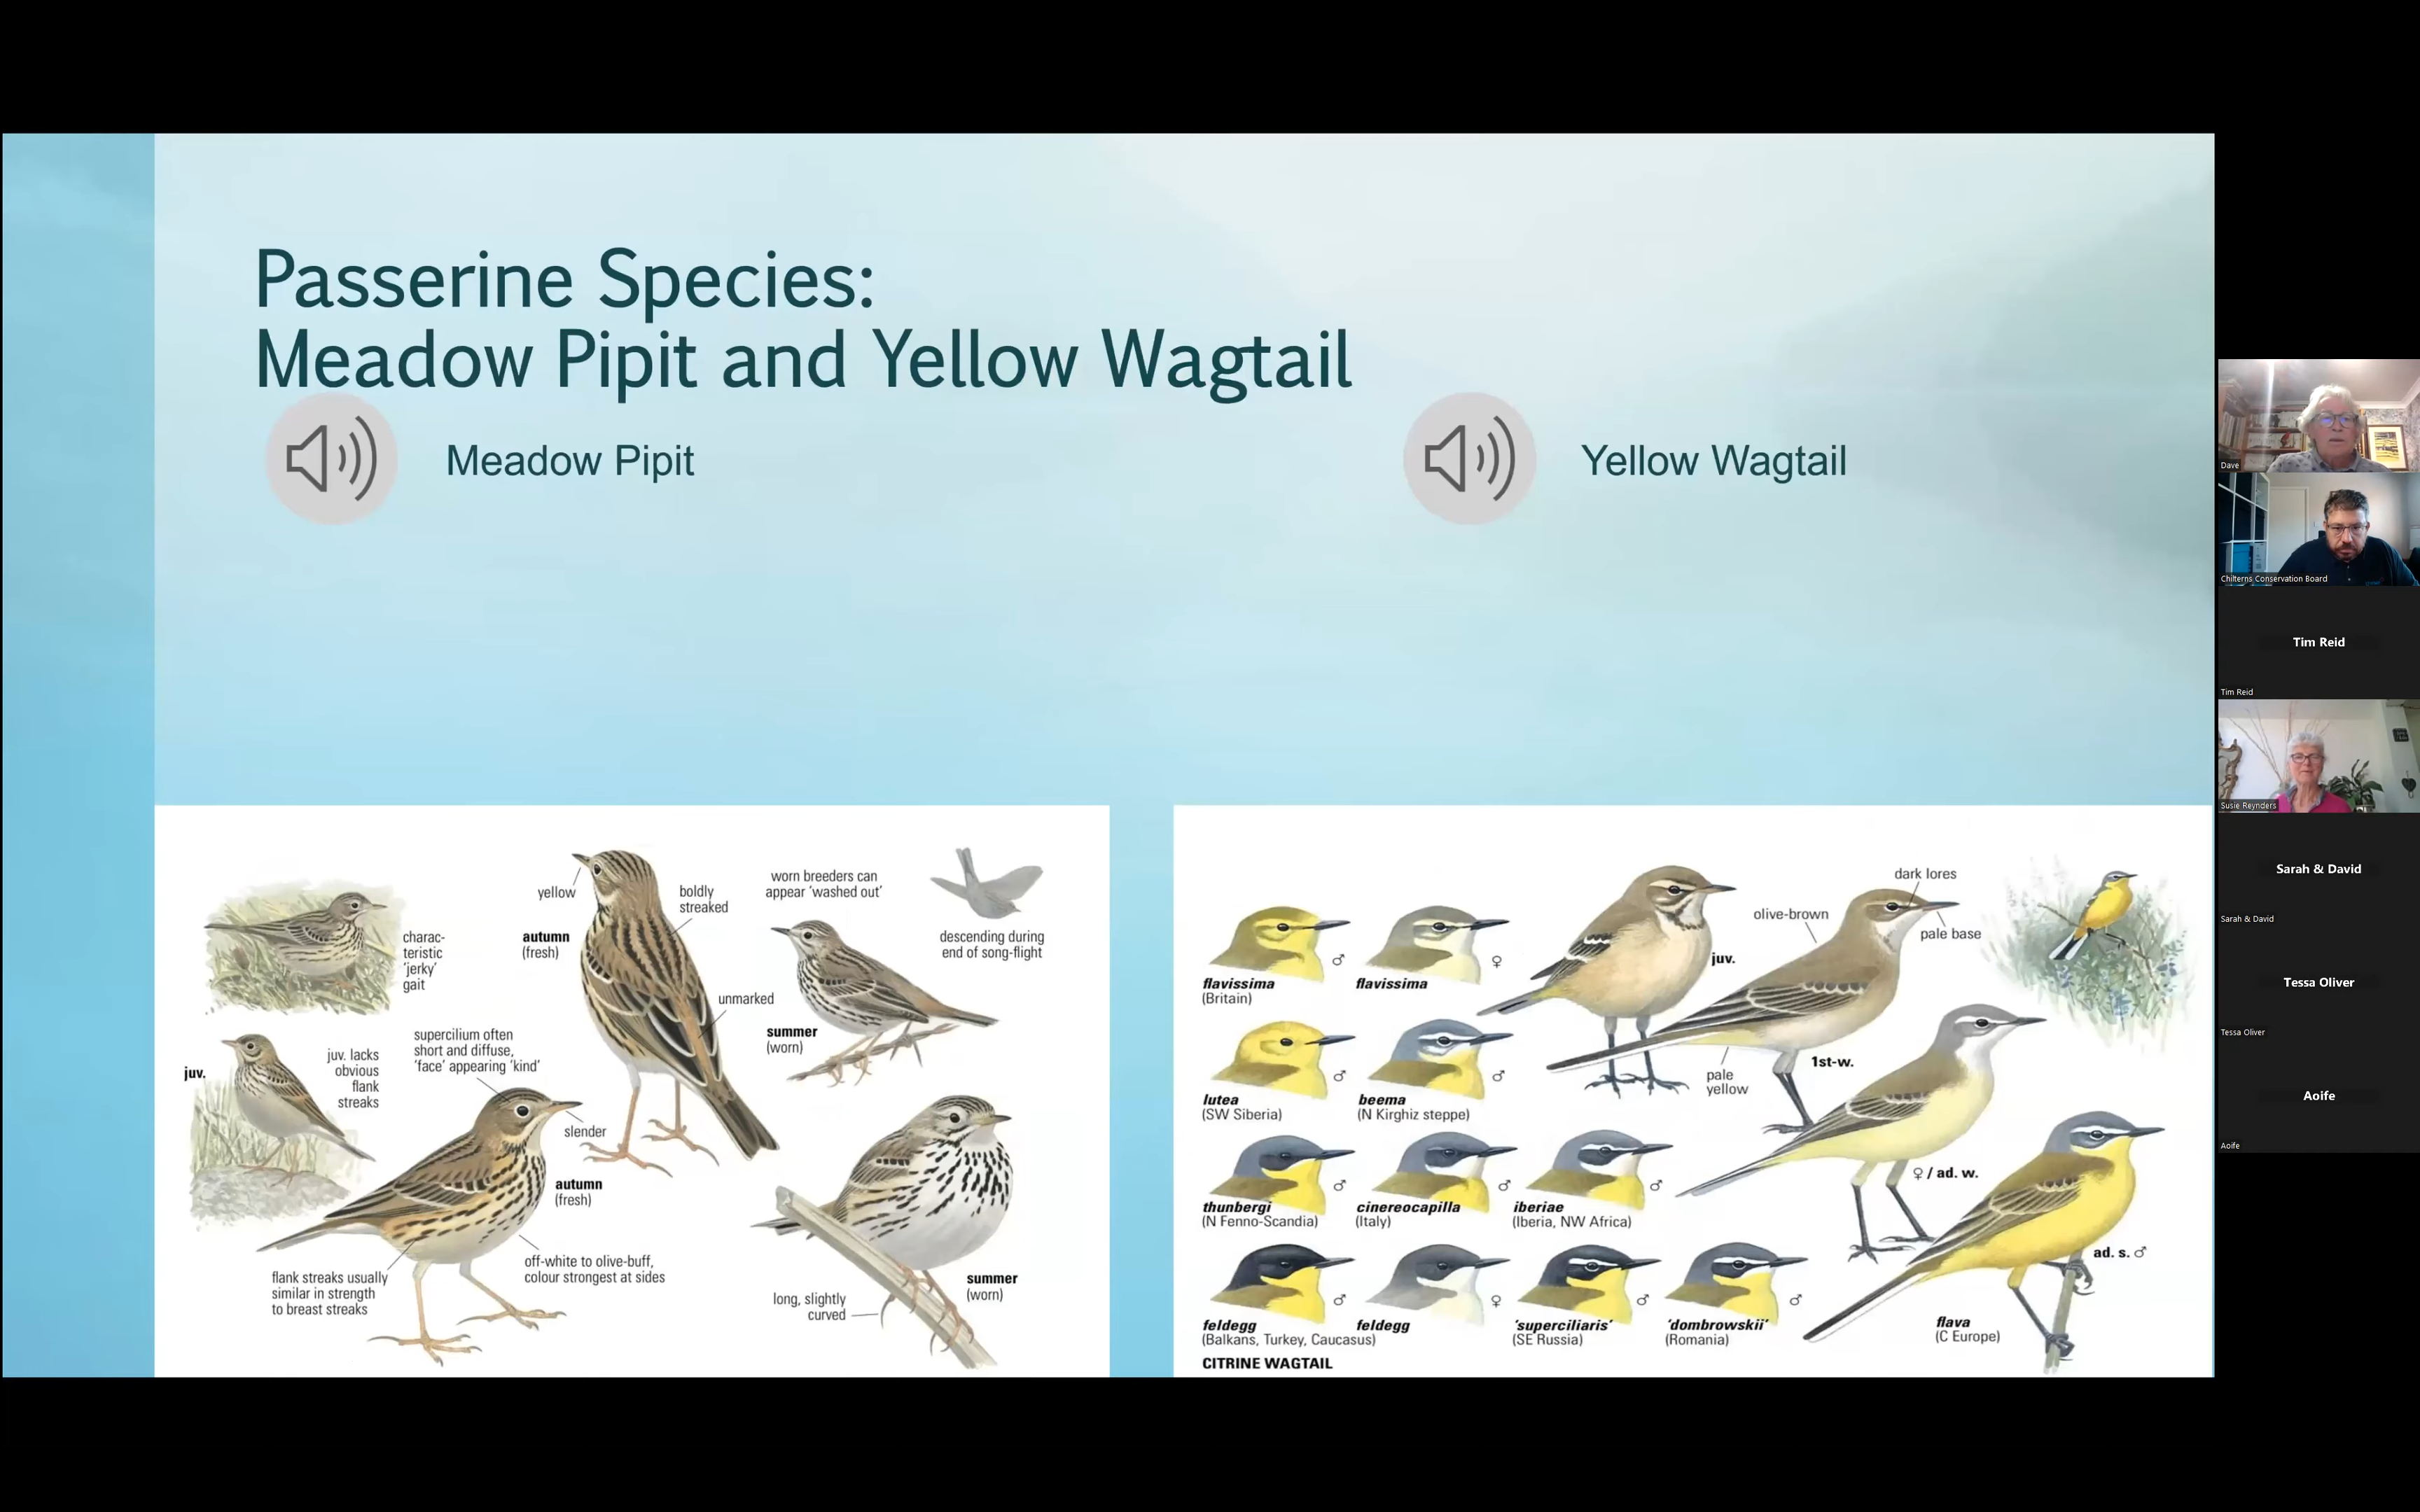 Passerine Species:
Meadow Pipit and Yellow Wagtail
Meadow Pipit
Yellow Wagtail
charac-
teristic
'jerky'
gait
yellow
autumn
(fresh)
boldly
streaked
worn breeders can
appear 'washed out'
descending during
end of song-flight
unmarked
summer
(worn)
juv.
juv. lacks
obvious
flank
streaks
supercilium often
short and diffuse,
'face' appearing 'kind'
slender
autumn
(fresh)
flank streaks usually
similar in strength
to breast streaks
off-white to olive-buff,
colour strongest at sides
long, slightly
curved
summer
(worn)
♂
♀
flavissima
(Britain)
flavissima
♂
♂
lutea
(SW Siberia)
beema
(N Kirghiz steppe)
♂
♂
♂
thunbergi
(N Fenno-Scandia)
cinereocapilla
(Italy)
iberiae
(Iberia, NW Africa)
♂
♀
♂
♂
feldegg
(Balkans, Turkey, Caucasus)
feldegg
'superciliaris'
(SE Russia)
'dombrowskii'
(Romania)
CITRINE WAGTAIL
juv.
olive-brown
dark lores
pale base
pale
yellow
1st-w.
♀ / ad. w.
ad. s. ♂
flava
(C Europe)
Dave
Chilterns Conservation Board
Tim Reid
Tim Reid
Susie Reynders
Sarah & David
Sarah & David
Tessa Oliver
Tessa Oliver
Aoife
Aoife